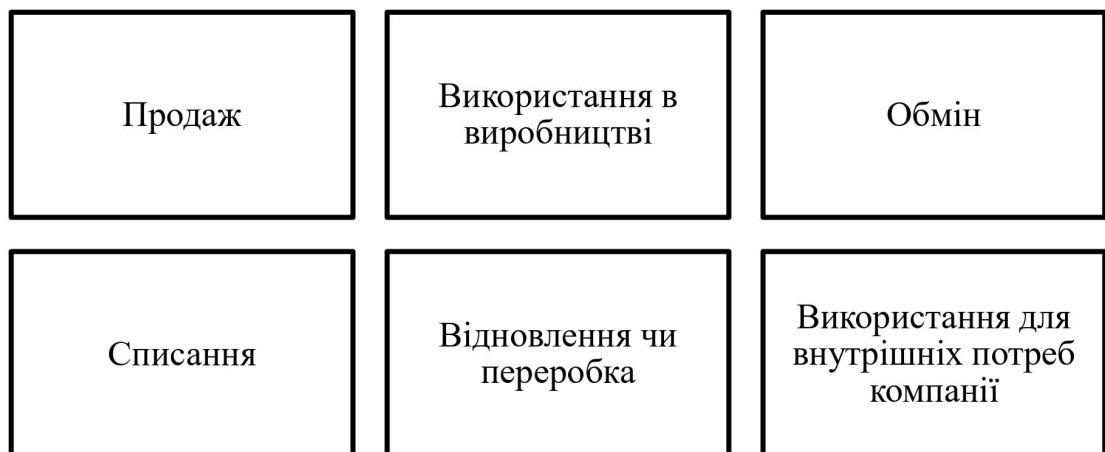 Продаж
Використання в
виробництві
Обмін
Списання
Відновлення чи
переробка
Використання для
внутрішніх потреб
компанії